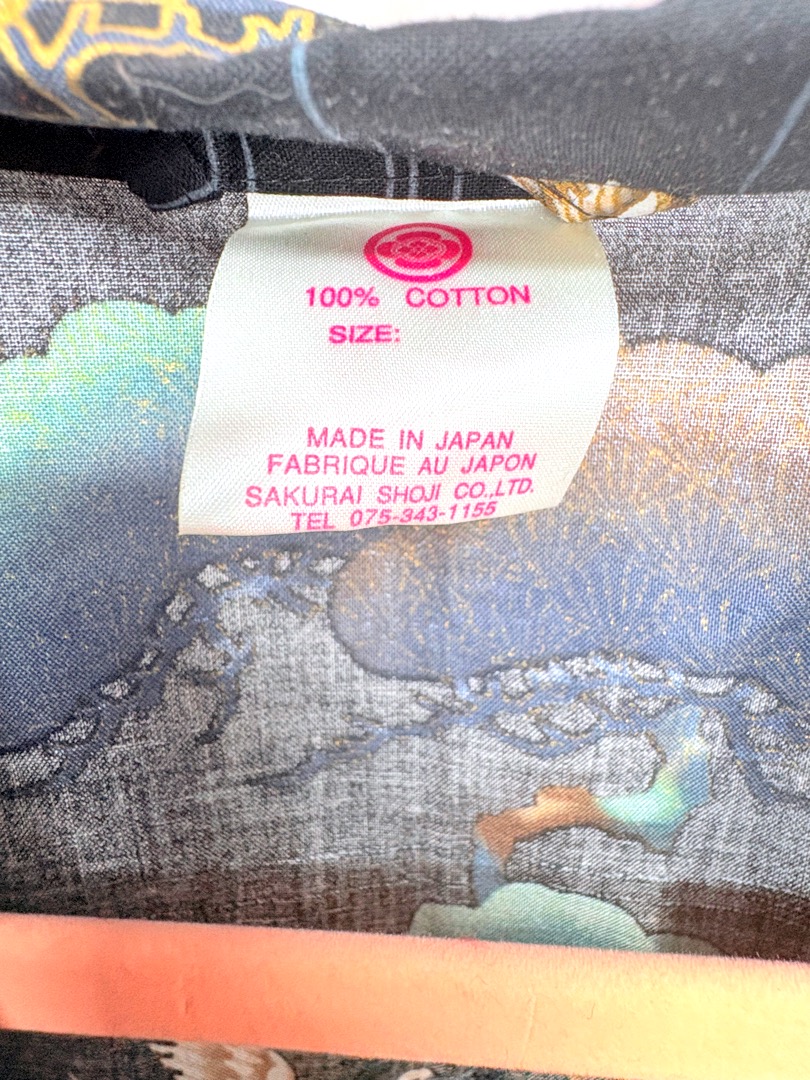 100% COTTON
SIZE:
MADE IN JAPAN
FABRIQUE AU JAPON
SAKURAI SHOJI CO.,LTD.
TEL 075-343-1155